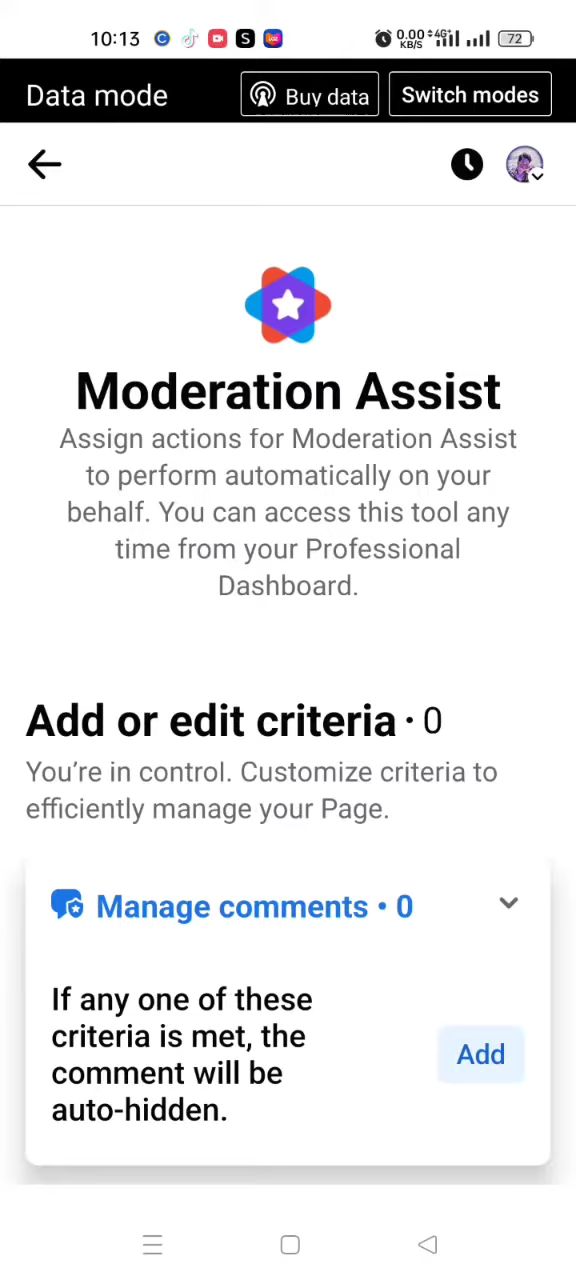 10:13
S
0.00 KB/S
4G+
72
Data mode
Buy data
Switch modes
Moderation Assist
Assign actions for Moderation Assist
to perform automatically on your
behalf. You can access this tool any
time from your Professional
Dashboard.
Add or edit criteria · 0
You’re in control. Customize criteria to
efficiently manage your Page.
Manage comments • 0
If any one of these
criteria is met, the
comment will be
auto-hidden.
Add